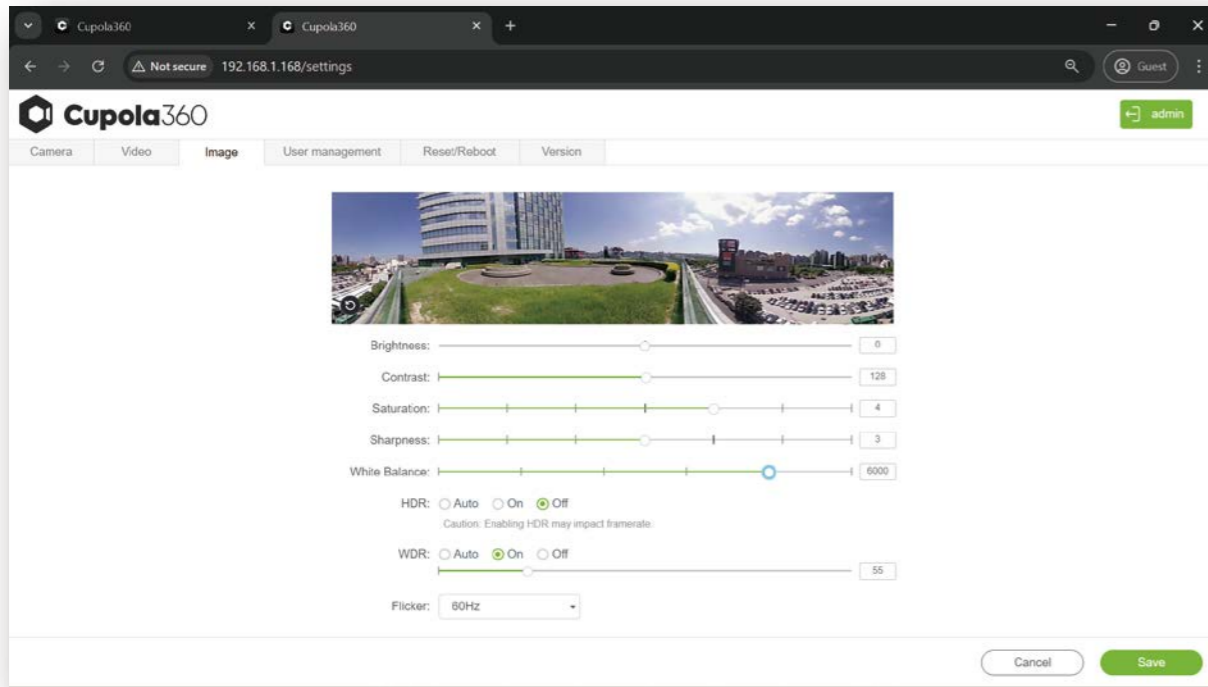 Cupola360
Cupola360
Not secure 192.168.1.168/settings
Guest
Cupola360
admin
Camera Video Image User management Reset/Reboot Version
Brightness: 0
Contrast: 128
Saturation: 4
Sharpness: 3
White Balance: 6000
HDR: Auto On Off
Caution: Enabling HDR may impact framerate.
WDR: Auto On Off
55
Flicker: 60Hz
Cancel Save